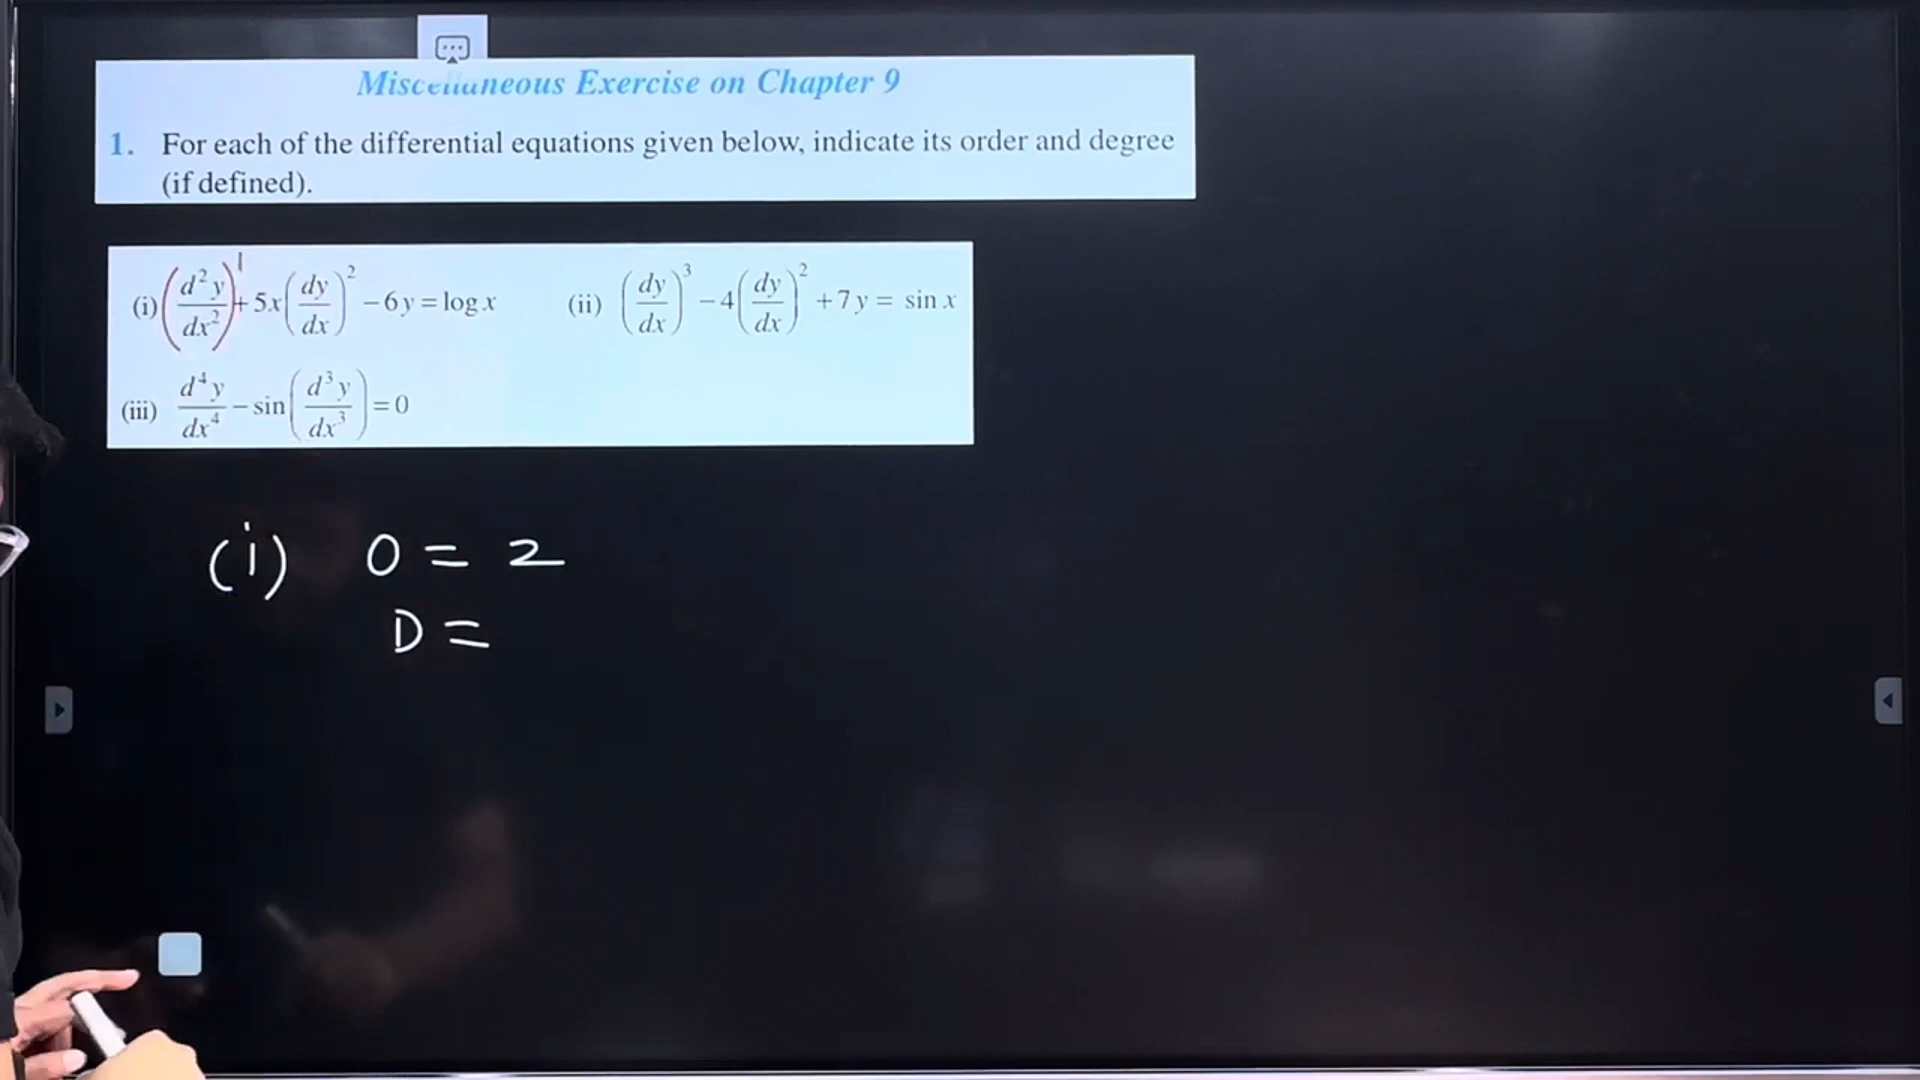 Miscellaneous Exercise on Chapter 9
1. For each of the differential equations given below, indicate its order and degree
(if defined).
(i) (d²y/dx²)¹ + 5x(dy/dx)² − 6y = log x (ii) (dy/dx)³ − 4(dy/dx)² + 7y = sin x
(iii) d⁴y/dx⁴ − sin(d³y/dx³) = 0
(i) O = 2
D =